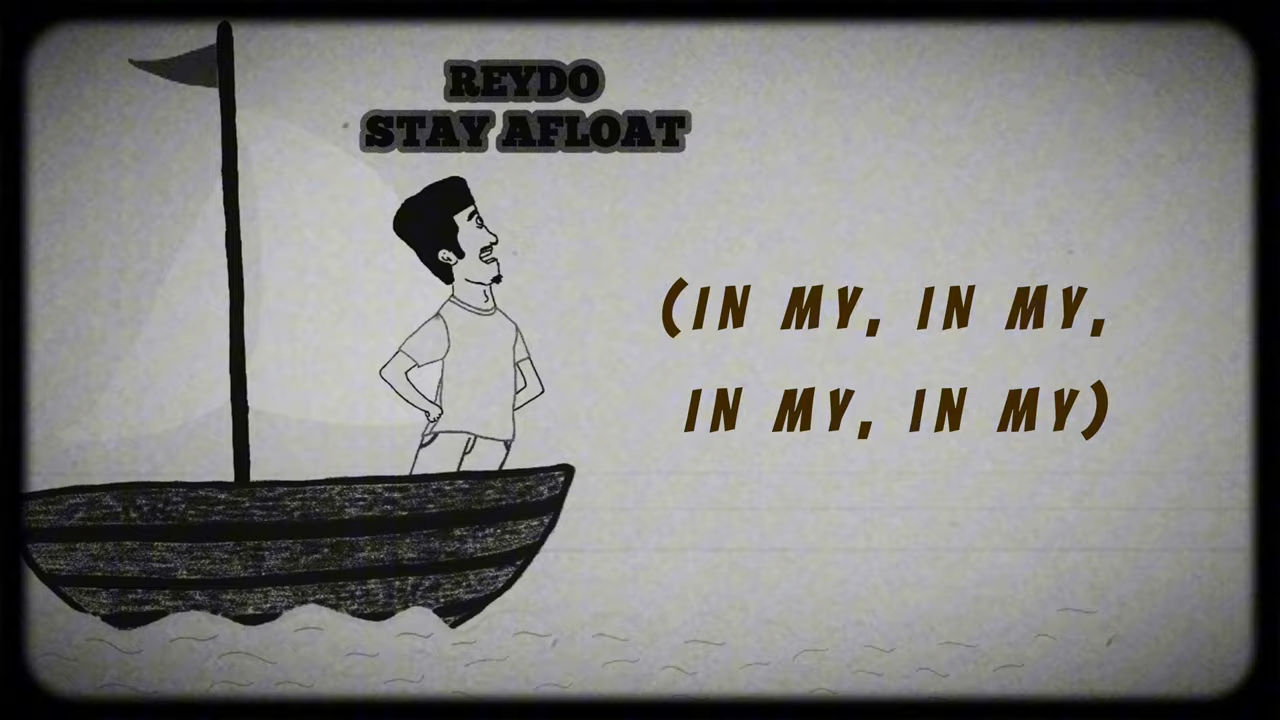 REYDO
STAY AFLOAT
(IN MY, IN MY,
IN MY, IN MY)